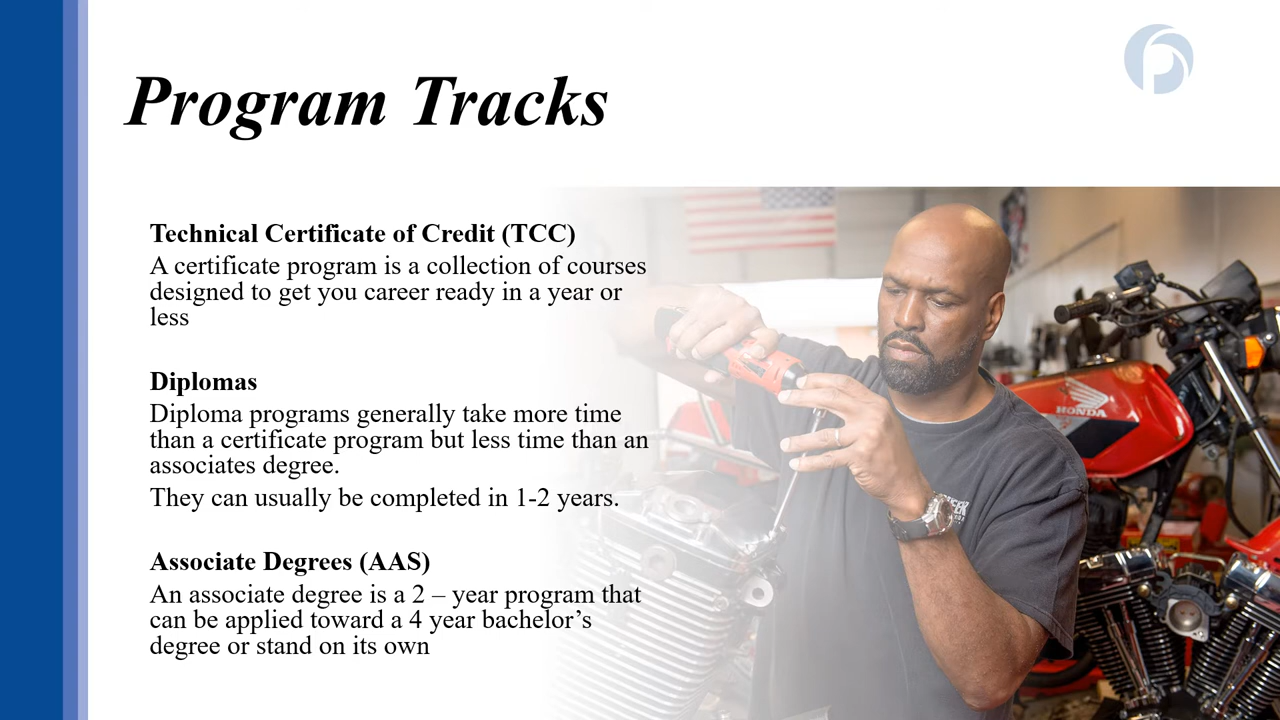 Program Tracks
Technical Certificate of Credit (TCC)
A certificate program is a collection of courses
designed to get you career ready in a year or
less
Diplomas
Diploma programs generally take more time
than a certificate program but less time than an
associates degree.
They can usually be completed in 1-2 years.
Associate Degrees (AAS)
An associate degree is a 2 – year program that
can be applied toward a 4 year bachelor’s
degree or stand on its own
HONDA